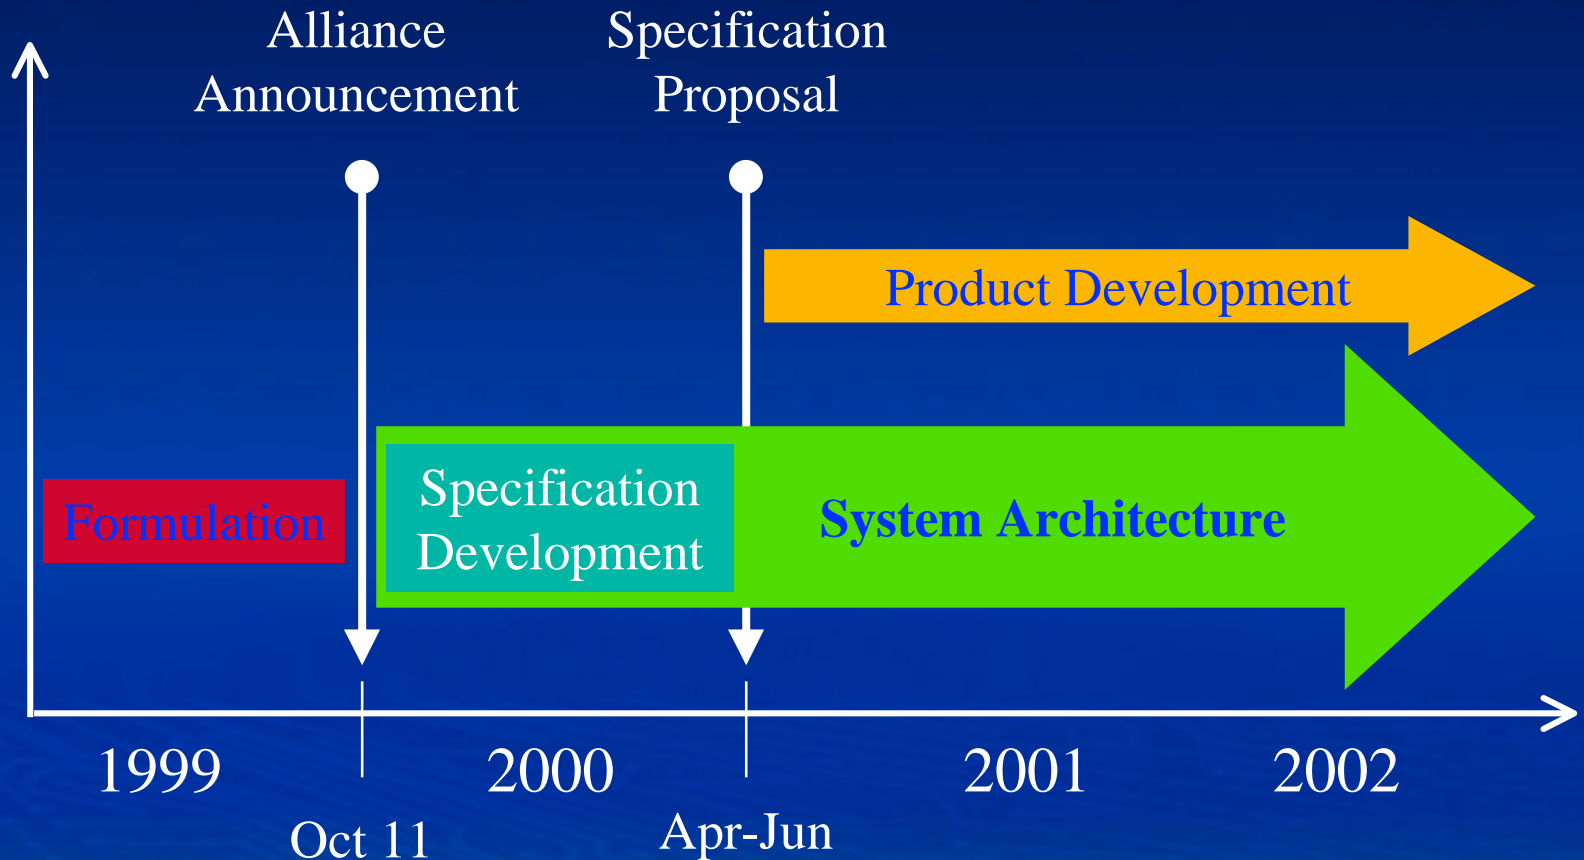 Alliance
Announcement
Specification
Proposal
Product Development
Formulation
Specification
Development
System Architecture
1999
2000
2001
2002
Oct 11
Apr-Jun